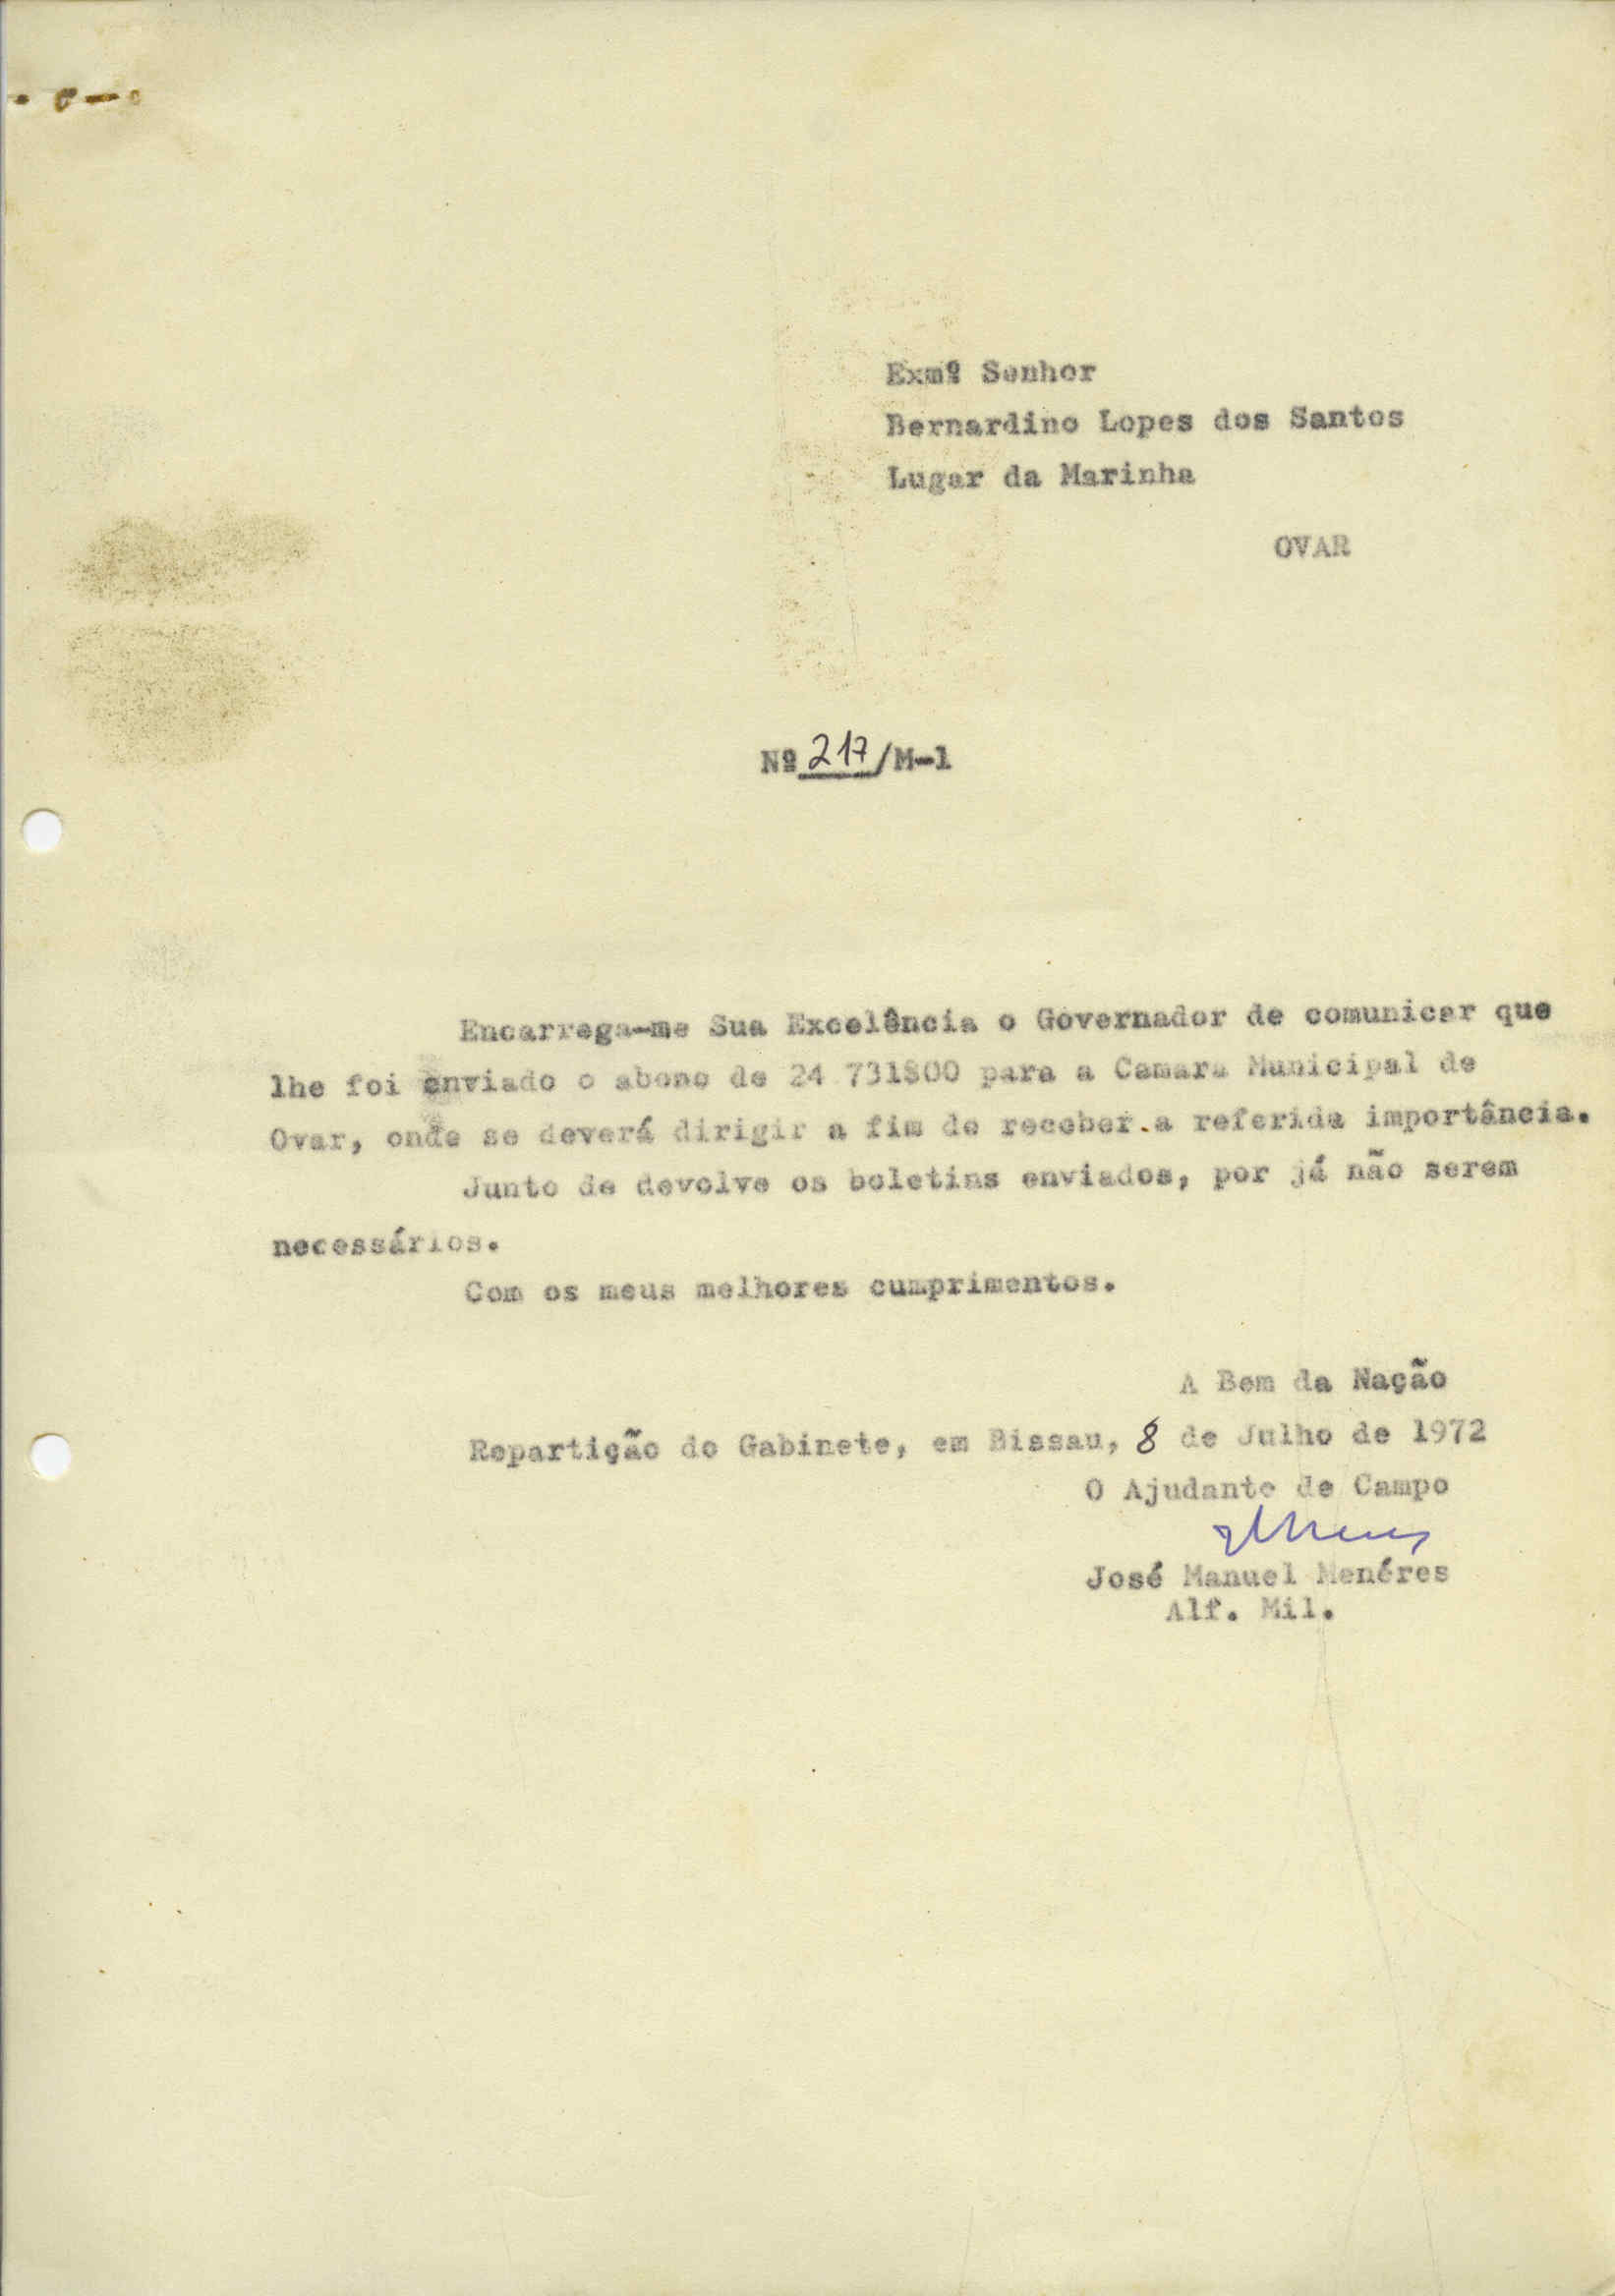 Exmº Senhor
Bernardino Lopes dos Santos
Lugar da Marinha
OVAR
Nº 217/M-1
Encarrega-me Sua Excelência o Governador de comunicar que
lhe foi enviado o abono de 24 731$00 para a Camara Municipal de
Ovar, onde se deverá dirigir a fim de receber.a referida importância.
Junto de devolve os boletins enviados, por já não serem
necessários.
Com os meus melhores cumprimentos.
A Bem da Nação
Repartição do Gabinete, em Bissau, 8 de Julho de 1972
O Ajudante de Campo
José Manuel Menéres
Alf. Mil.